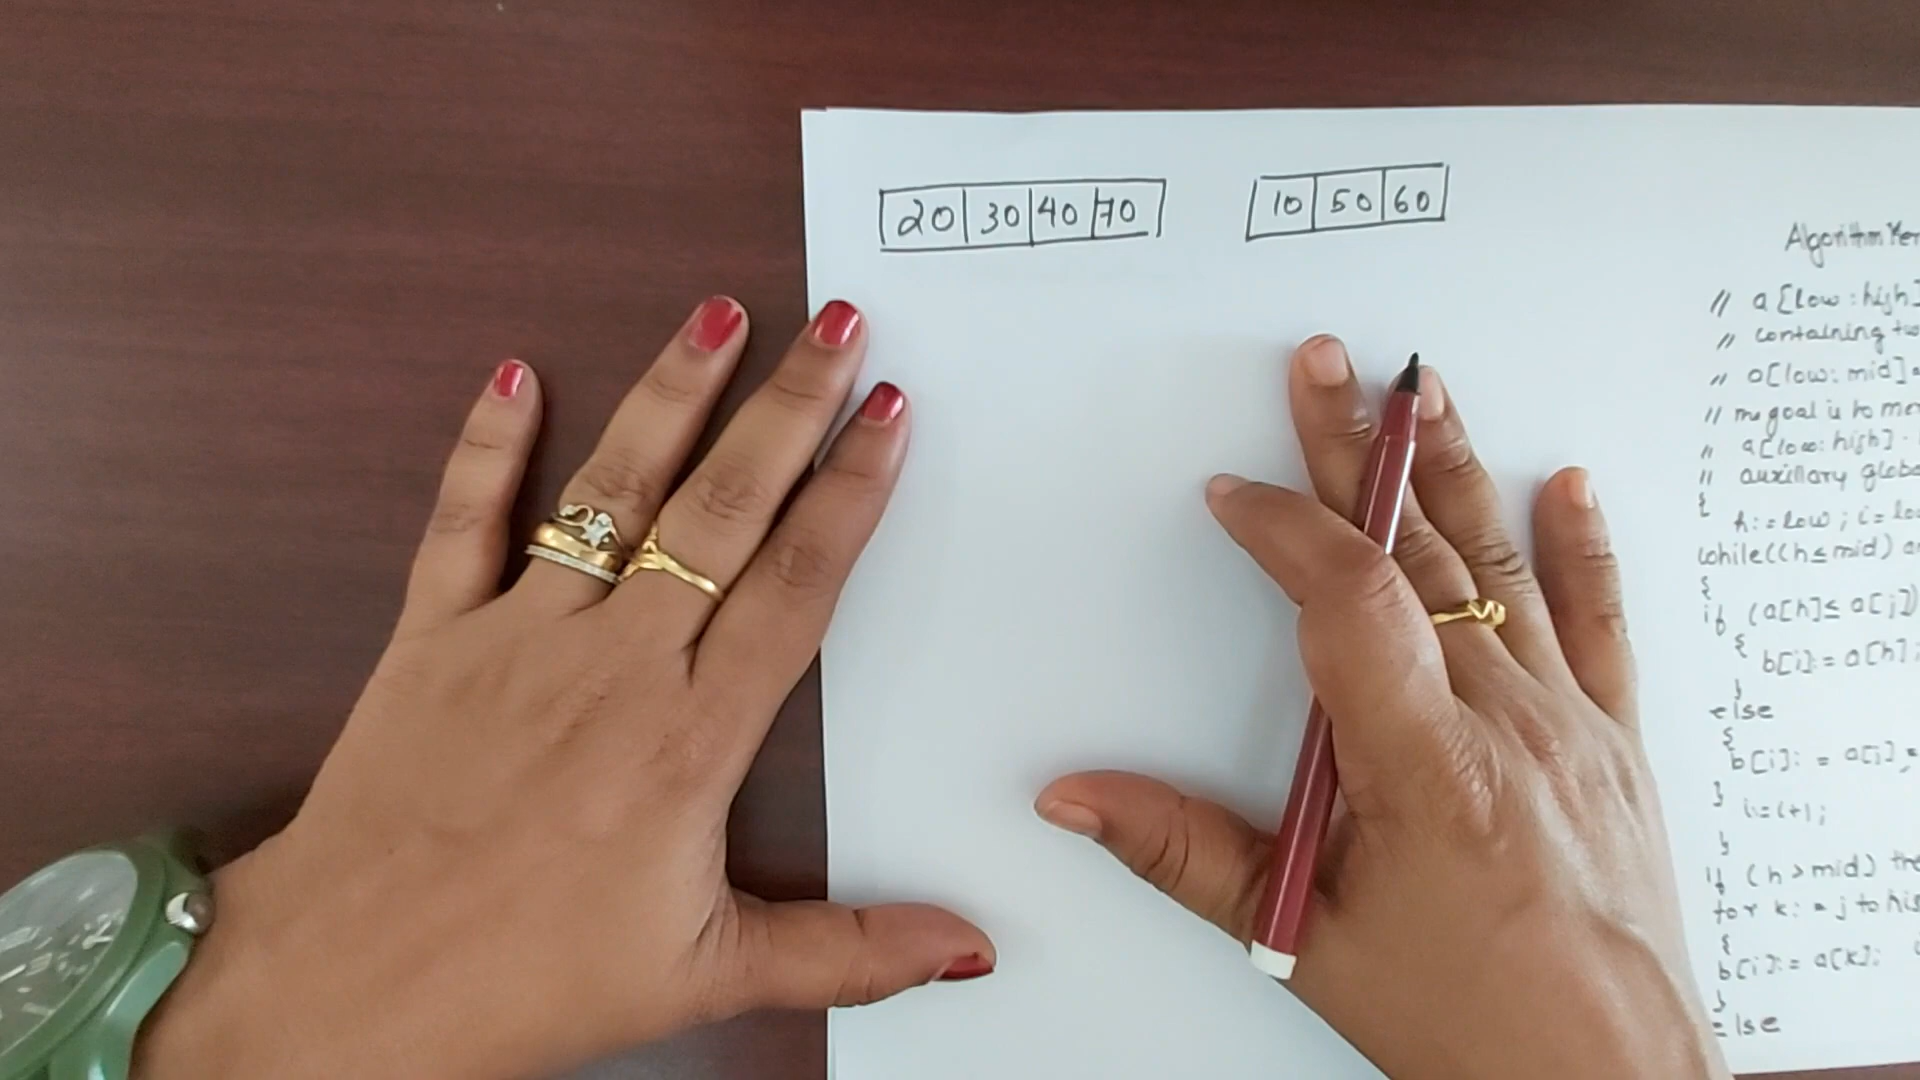 20 30 40 70
10 50 60
Algorithm
// a[low:high]
// containing
// a[low:mid]
// goal is to
// a[low:high].
// auxillary
{
h:=low; i=
while((h≤mid)
{
if (a[h]≤ a[j])
{
b[i]:= a[h];
}
else
{
b[i]:= a[j];
}
i:=i+1;
}
if (h>mid)
for k:= j to
{
b[i]:= a[k];
}
else